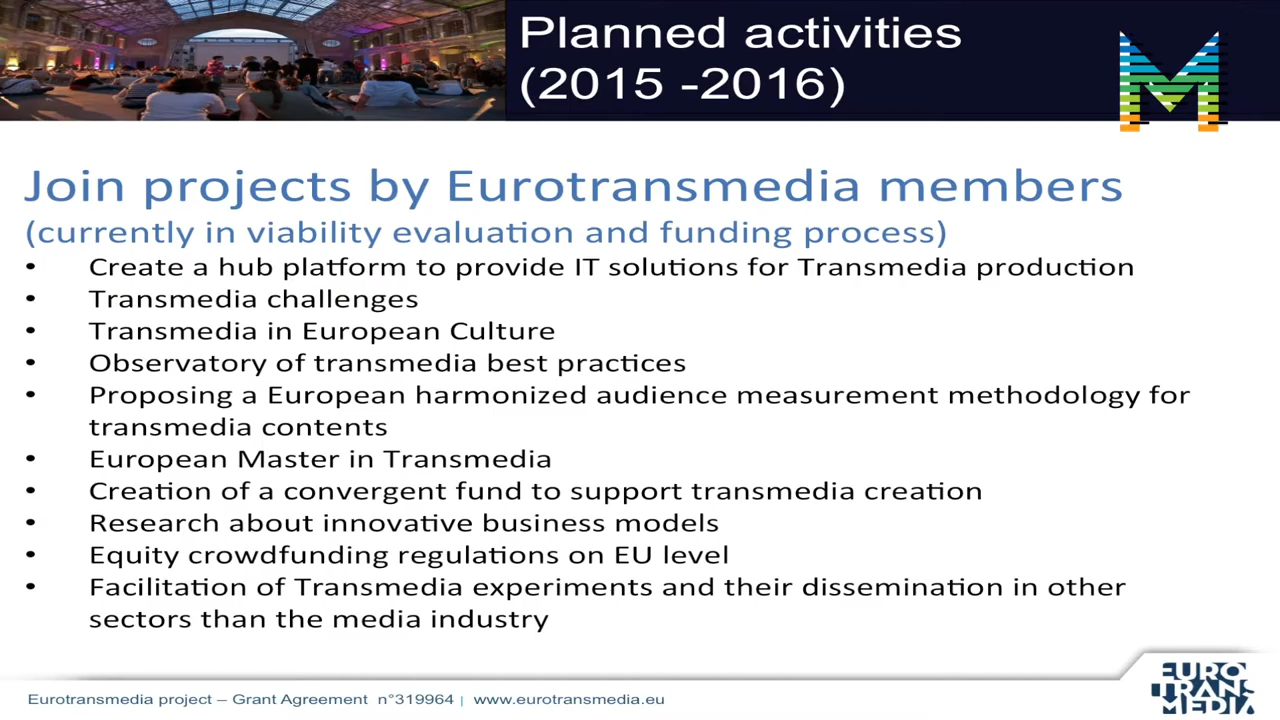 Planned activities
(2015 -2016)
Join projects by Eurotransmedia members
(currently in viability evaluation and funding process)
• Create a hub platform to provide IT solutions for Transmedia production
• Transmedia challenges
• Transmedia in European Culture
• Observatory of transmedia best practices
• Proposing a European harmonized audience measurement methodology for
transmedia contents
• European Master in Transmedia
• Creation of a convergent fund to support transmedia creation
• Research about innovative business models
• Equity crowdfunding regulations on EU level
• Facilitation of Transmedia experiments and their dissemination in other
sectors than the media industry
Eurotransmedia project – Grant Agreement n°319964 | www.eurotransmedia.eu
EURO
TRANS
MEDIA